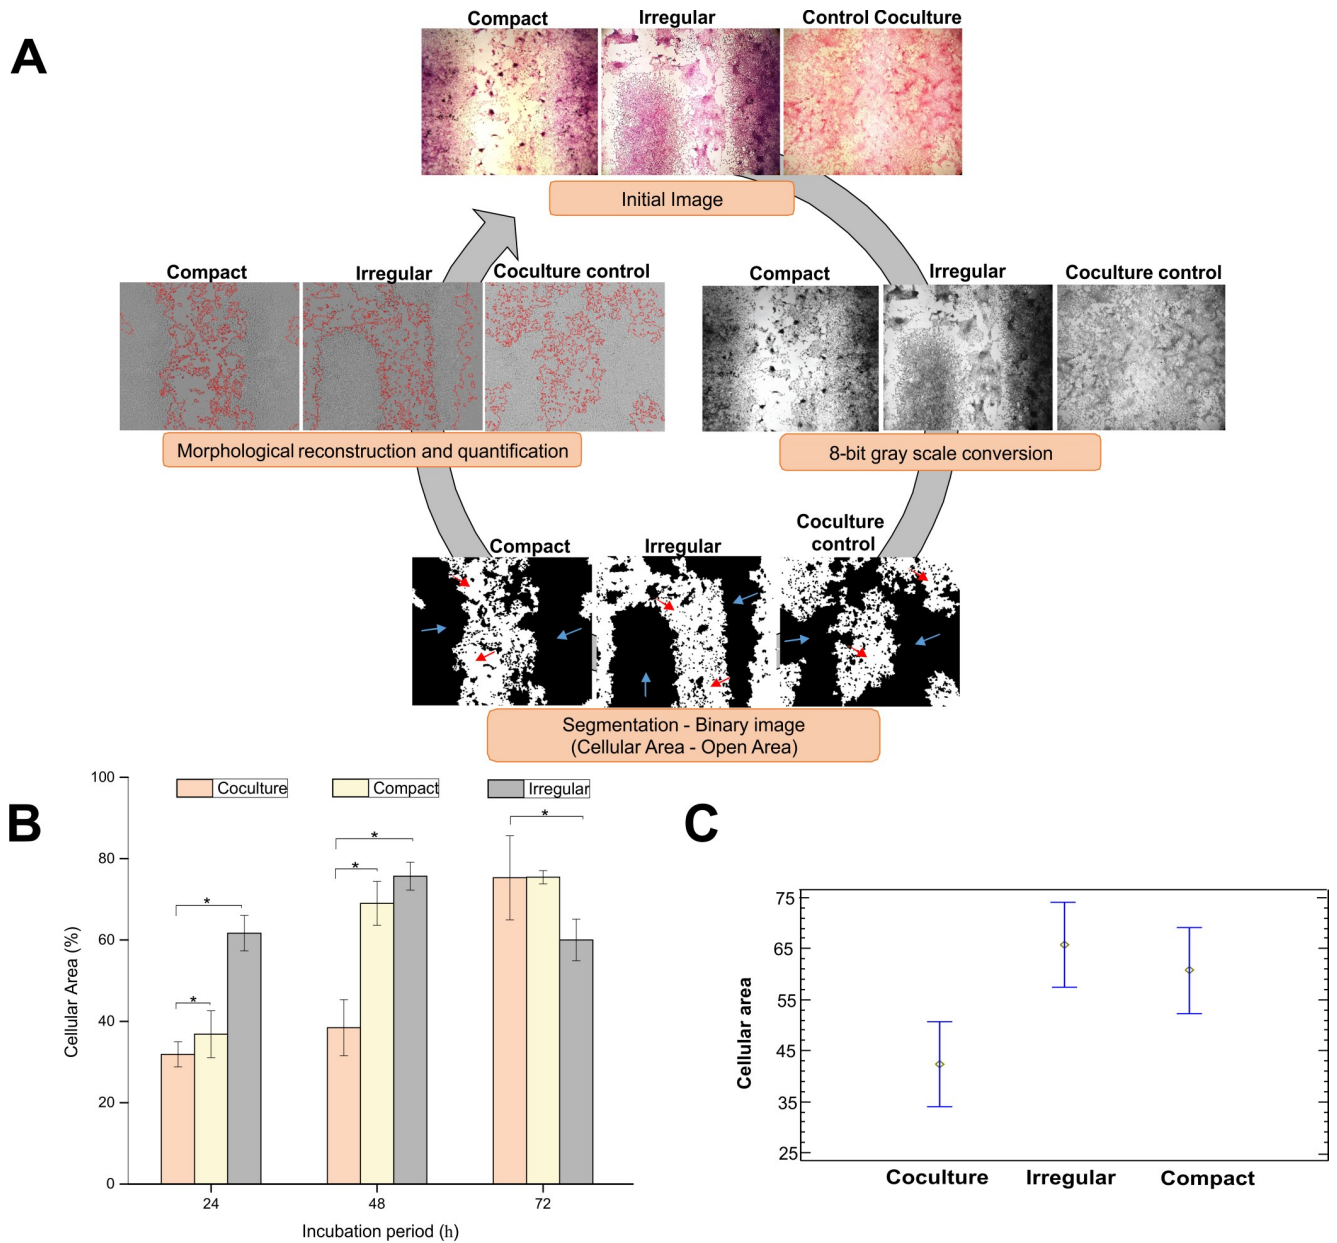 A
Compact
Irregular
Control Coculture
Initial Image
Compact
Irregular
Coculture control
Morphological reconstruction and quantification
Compact
Irregular
Coculture control
8-bit gray scale conversion
Compact
Irregular
Coculture
control
Segmentation - Binary image
(Cellular Area - Open Area)
B
Coculture
Compact
Irregular
Cellular Area (%)
100
80
60
40
20
0
*
*
*
*
*
24
48
72
Incubation period (h)
C
Cellular area
75
65
55
45
35
25
Coculture
Irregular
Compact